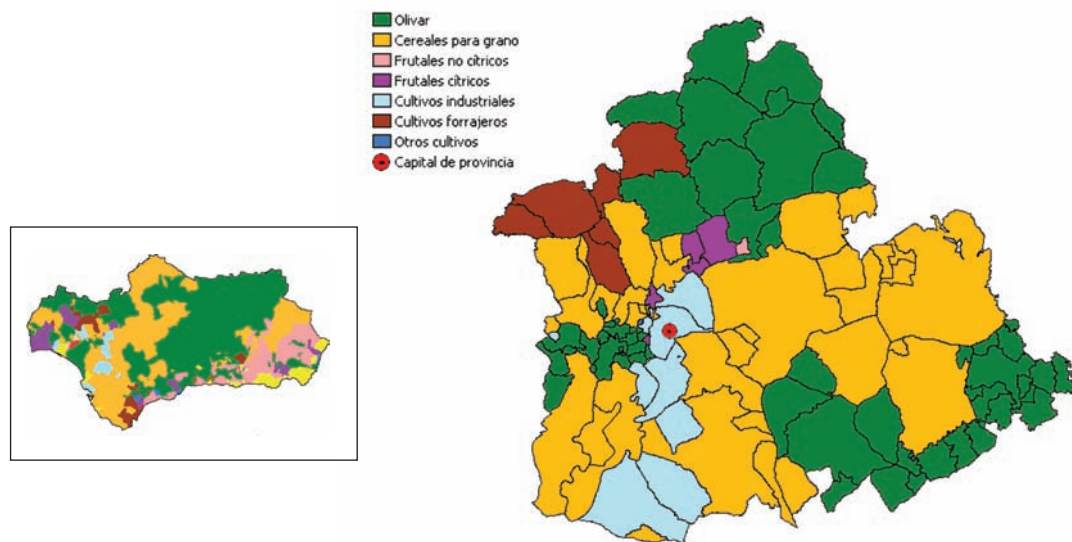 Olivar
Cereales para grano
Frutales no cítricos
Frutales cítricos
Cultivos industriales
Cultivos forrajeros
Otros cultivos
Capital de provincia